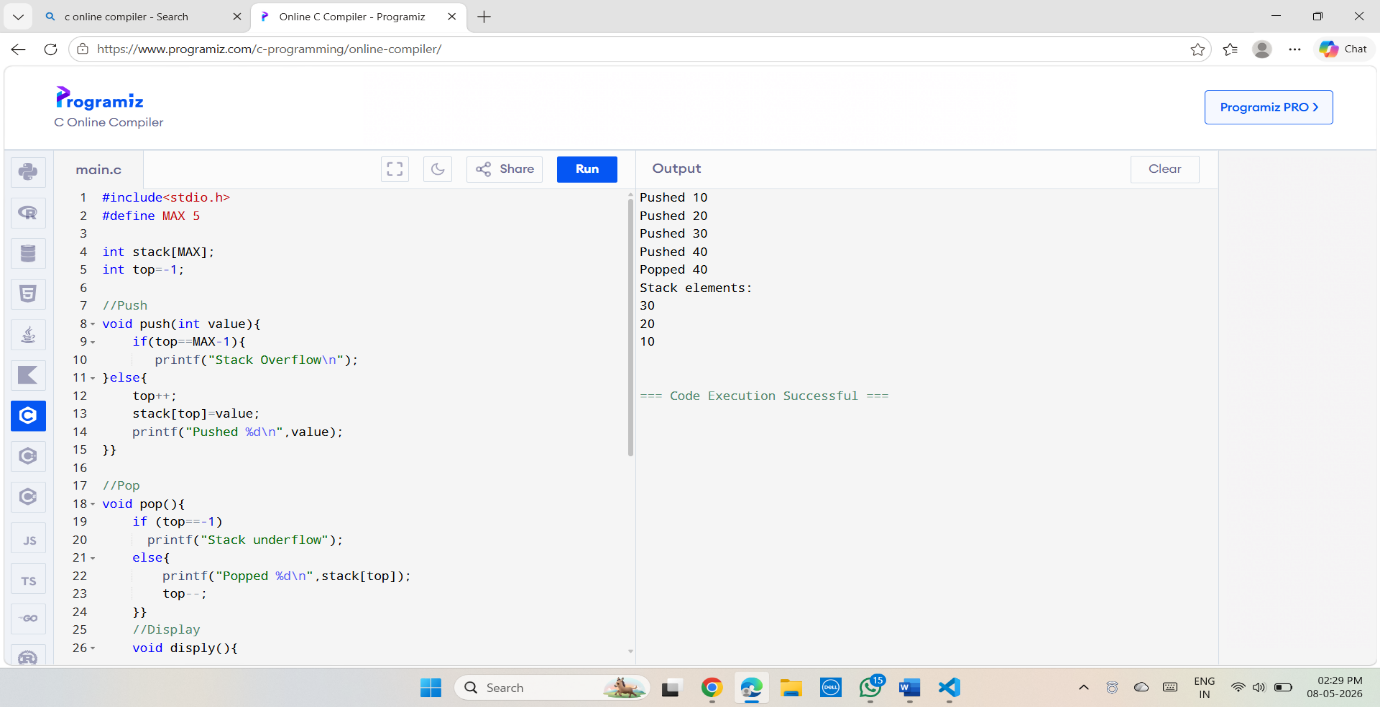 c online compiler - Search
Online C Compiler - Programiz
https://www.programiz.com/c-programming/online-compiler/
Chat
Programiz
C Online Compiler
Programiz PRO >
main.c
Share
Run
Output
Clear
1 #include<stdio.h>
2 #define MAX 5
3
4 int stack[MAX];
5 int top=-1;
6
7 //Push
8 void push(int value){
9 if(top==MAX-1){
10 printf("Stack Overflow\n");
11 }else{
12 top++;
13 stack[top]=value;
14 printf("Pushed %d\n",value);
15 }}
16
17 //Pop
18 void pop(){
19 if (top==-1)
20 printf("Stack underflow");
21 else{
22 printf("Popped %d\n",stack[top]);
23 top--;
24 }}
25 //Display
26 void disply(){
Pushed 10
Pushed 20
Pushed 30
Pushed 40
Popped 40
Stack elements:
30
20
10
=== Code Execution Successful ===
JS
TS
GO
Search
DELL
15
ENG
IN
02:29 PM
08-05-2026